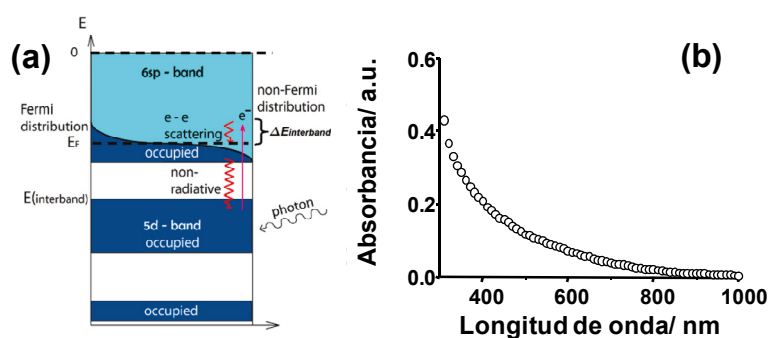 (a)
E
0
6sp - band
non-Fermi
distribution
Fermi
distribution
e - e
scattering
e-
ΔEinterband
EF
occupied
non-
radiative
E(interband)
photon
5d - band
occupied
occupied
(b)
Absorbancia/ a.u.
0.6
0.4
0.2
0.0
400
600
800
1000
Longitud de onda/ nm